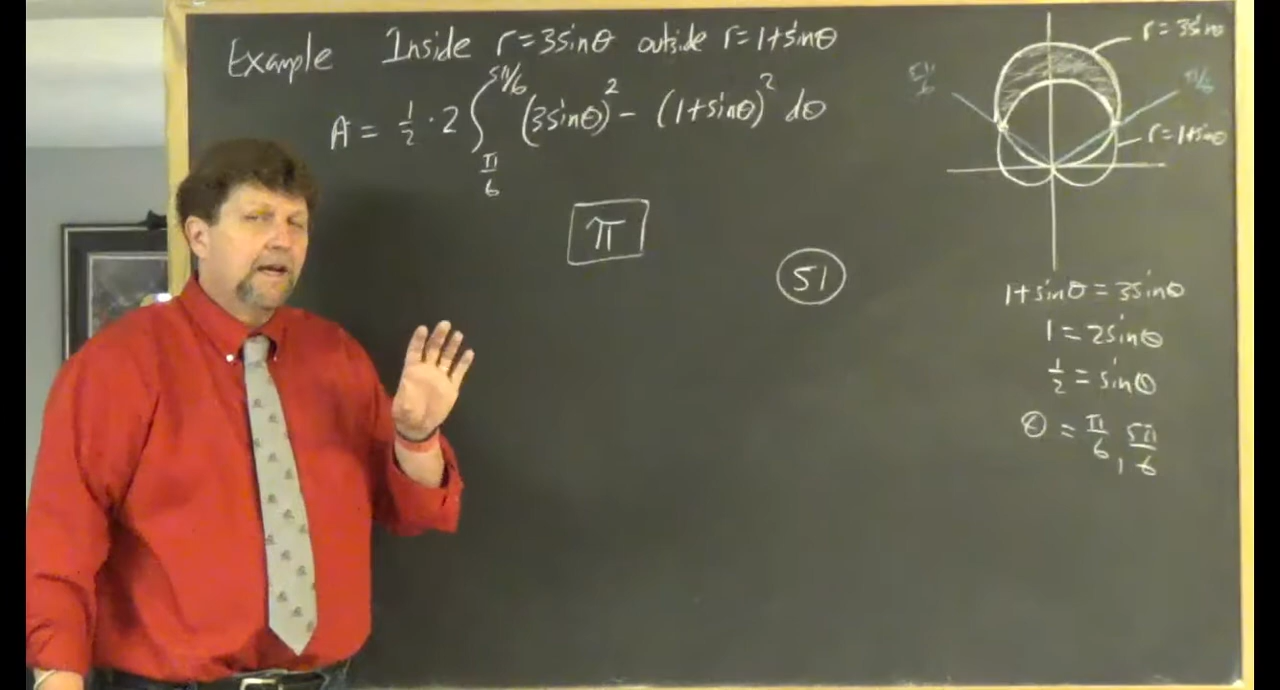 Example Inside r=3sinθ outside r=1+sinθ
A = 1/2 · 2 ∫_{π/6}^{5π/6} (3sinθ)² − (1+sinθ)² dθ
π
51
r=3sinθ
5π/6
π/6
r=1+sinθ
1+sinθ=3sinθ
1=2sinθ
1/2=sinθ
θ=π/6, 5π/6